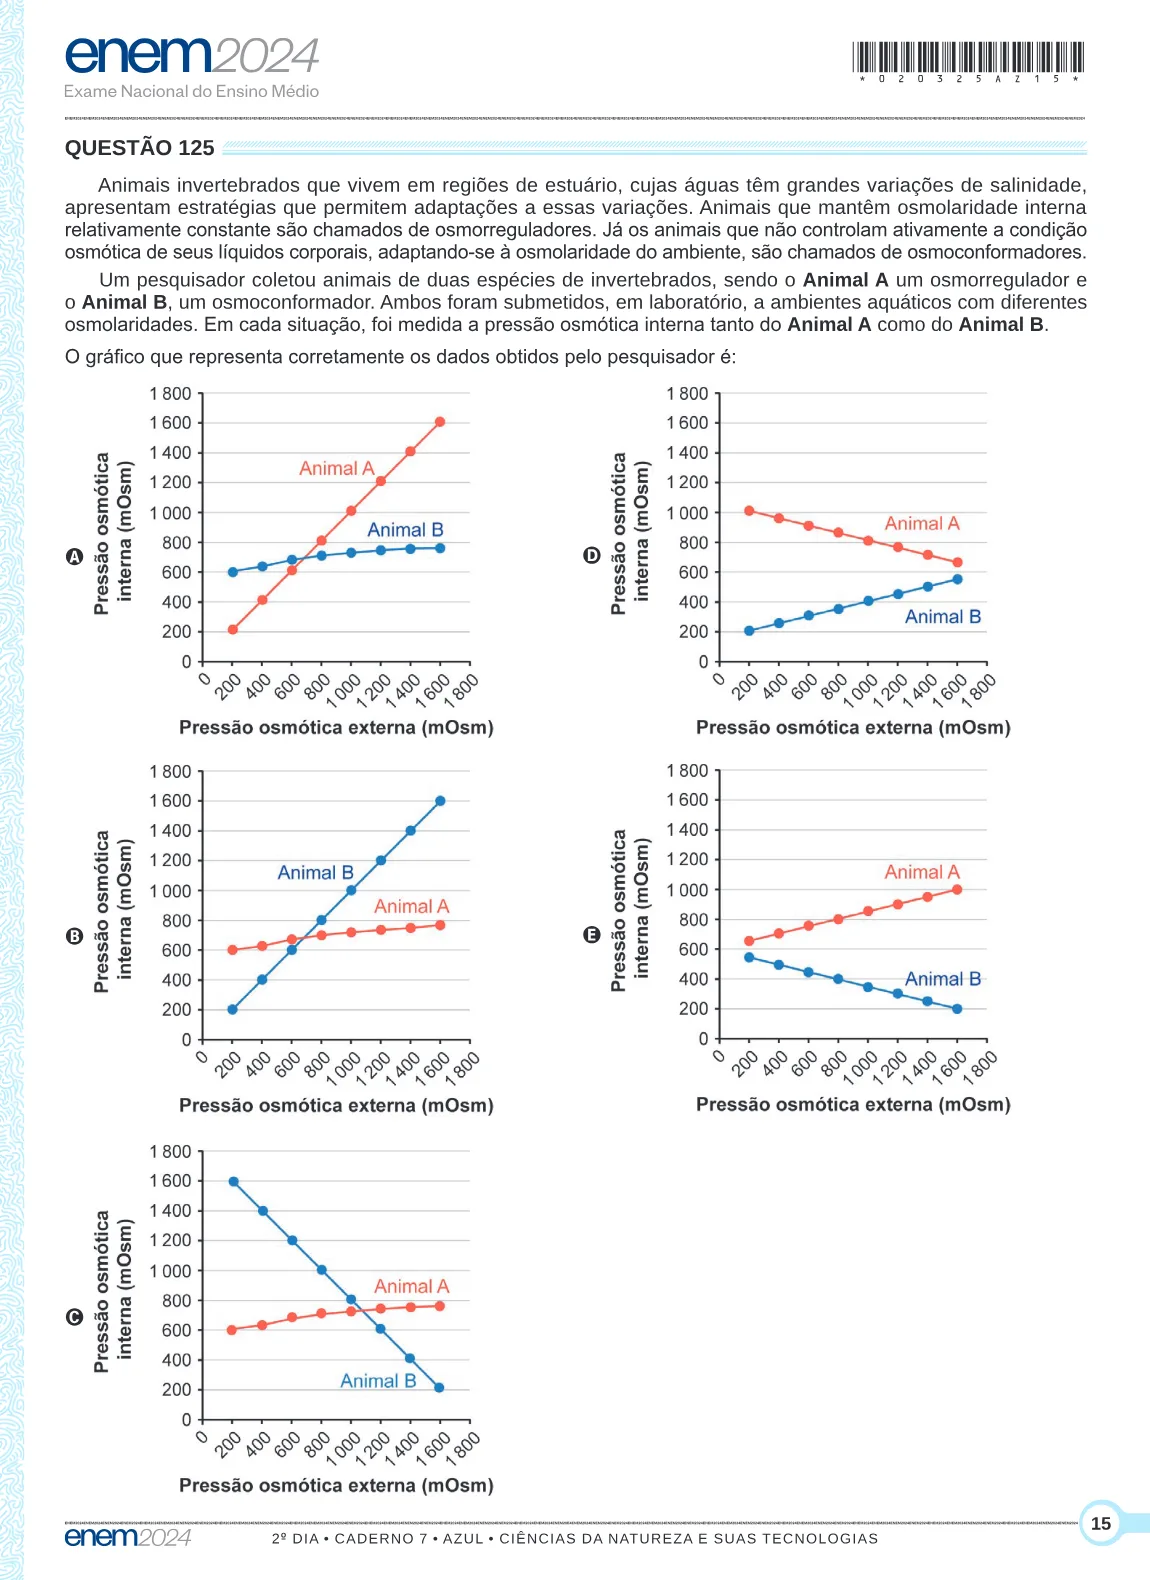 enem2024
Exame Nacional do Ensino Médio
*020325AZ15*
QUESTÃO 125
Animais invertebrados que vivem em regiões de estuário, cujas águas têm grandes variações de salinidade,
apresentam estratégias que permitem adaptações a essas variações. Animais que mantêm osmolaridade interna
relativamente constante são chamados de osmorreguladores. Já os animais que não controlam ativamente a condição
osmótica de seus líquidos corporais, adaptando-se à osmolaridade do ambiente, são chamados de osmoconformadores.
Um pesquisador coletou animais de duas espécies de invertebrados, sendo o Animal A um osmorregulador e
o Animal B, um osmoconformador. Ambos foram submetidos, em laboratório, a ambientes aquáticos com diferentes
osmolaridades. Em cada situação, foi medida a pressão osmótica interna tanto do Animal A como do Animal B.
O gráfico que representa corretamente os dados obtidos pelo pesquisador é:
A
Pressão osmótica
interna (mOsm)
1 800
1 600
1 400
1 200
1 000
800
600
400
200
0
Animal A
Animal B
0 200 400 600 800 1 000 1 200 1 400 1 600 1 800
Pressão osmótica externa (mOsm)
B
Pressão osmótica
interna (mOsm)
1 800
1 600
1 400
1 200
1 000
800
600
400
200
0
Animal B
Animal A
0 200 400 600 800 1 000 1 200 1 400 1 600 1 800
Pressão osmótica externa (mOsm)
C
Pressão osmótica
interna (mOsm)
1 800
1 600
1 400
1 200
1 000
800
600
400
200
0
Animal A
Animal B
0 200 400 600 800 1 000 1 200 1 400 1 600 1 800
Pressão osmótica externa (mOsm)
D
Pressão osmótica
interna (mOsm)
1 800
1 600
1 400
1 200
1 000
800
600
400
200
0
Animal A
Animal B
0 200 400 600 800 1 000 1 200 1 400 1 600 1 800
Pressão osmótica externa (mOsm)
E
Pressão osmótica
interna (mOsm)
1 800
1 600
1 400
1 200
1 000
800
600
400
200
0
Animal A
Animal B
0 200 400 600 800 1 000 1 200 1 400 1 600 1 800
Pressão osmótica externa (mOsm)
enem2024
2º DIA • CADERNO 7 • AZUL • CIÊNCIAS DA NATUREZA E SUAS TECNOLOGIAS
15